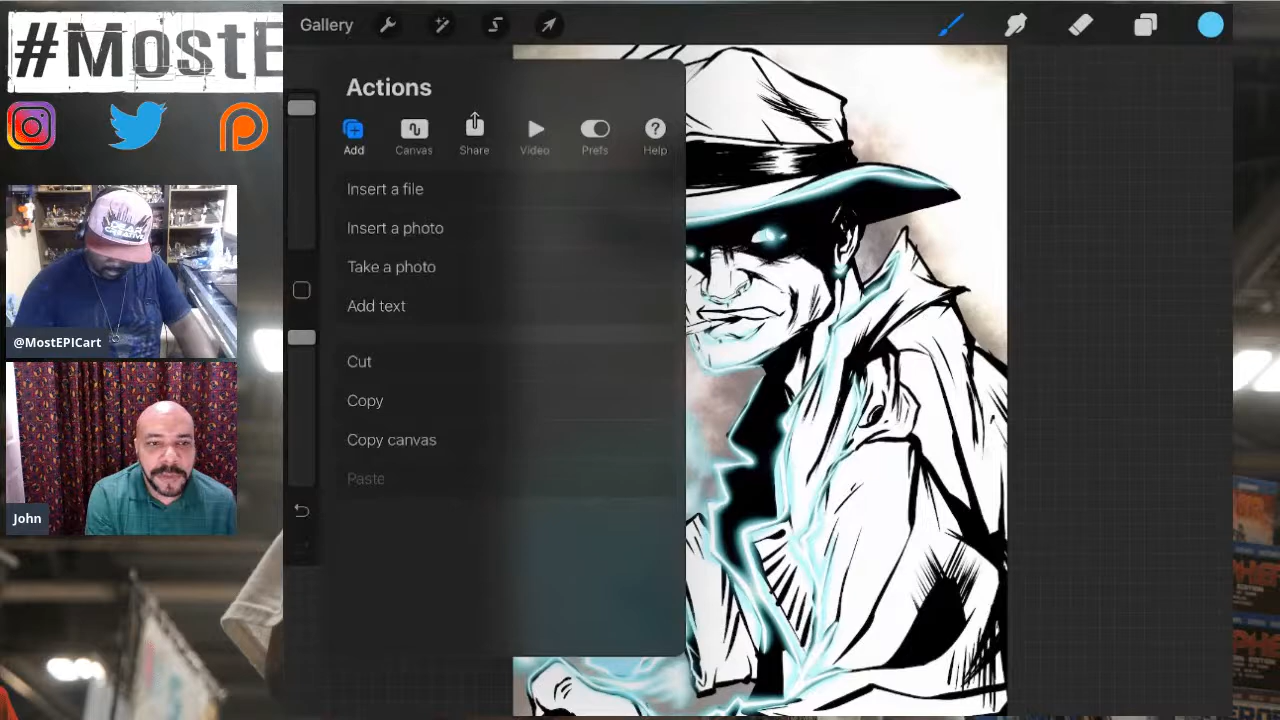 #MostE
Gallery
Actions
Add
Canvas
Share
Video
Prefs
Help
Insert a file
Insert a photo
Take a photo
Add text
Cut
Copy
Copy canvas
Paste
@MostEPICart
John